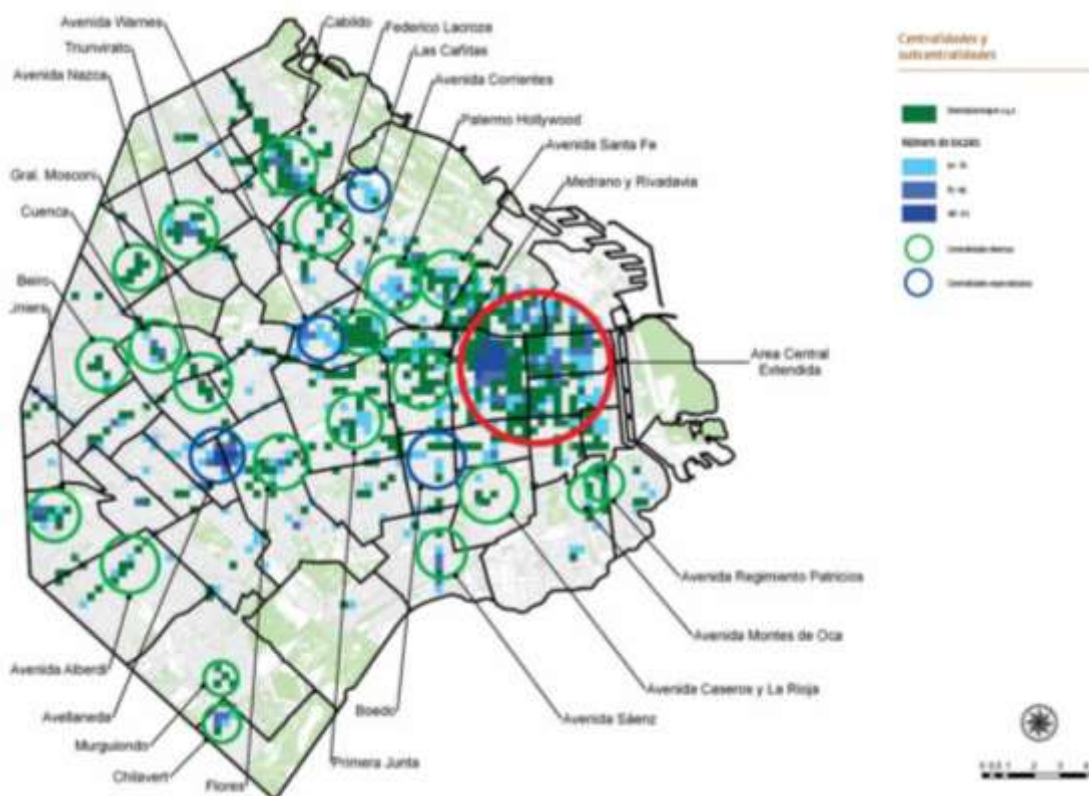 Avenida Warnes
Triunvirato
Avenida Nazca
Gral. Mosconi
Cuenca
Beiro
Liniers
Cabildo
Federico Lacroze
Las Cañitas
Avenida Corrientes
Palermo Hollywood
Avenida Santa Fe
Medrano y Rivadavia
Area Central
Extendida
Avenida Regimiento Patricios
Avenida Montes de Oca
Avenida Caseros y La Rioja
Avenida Sáenz
Boedo
Primera Junta
Flores
Chilavert
Murguiondo
Avellaneda
Avenida Alberdi
Centralidades y
subcentralidades
Número de locales